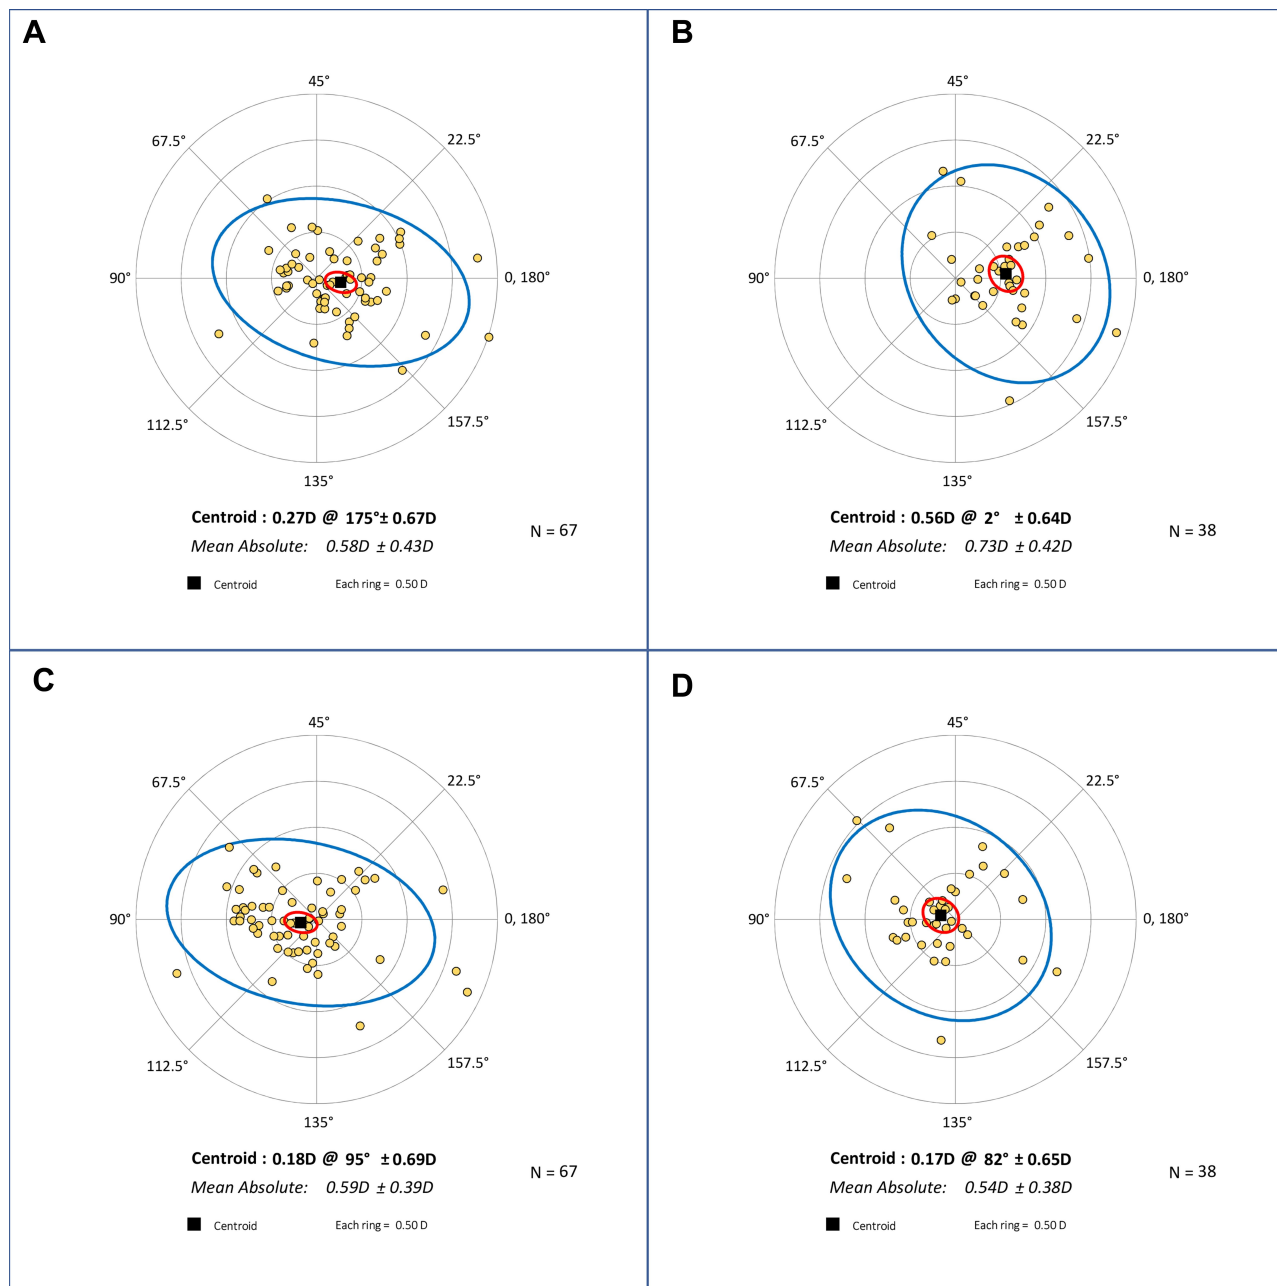 A
45°
67.5°
22.5°
90°
0, 180°
112.5°
157.5°
135°
Centroid : 0.27D @ 175°± 0.67D
Mean Absolute: 0.58D ± 0.43D
N = 67
Centroid
Each ring = 0.50 D
B
45°
67.5°
22.5°
90°
0, 180°
112.5°
157.5°
135°
Centroid : 0.56D @ 2° ± 0.64D
Mean Absolute: 0.73D ± 0.42D
N = 38
Centroid
Each ring = 0.50 D
C
45°
67.5°
22.5°
90°
0, 180°
112.5°
157.5°
135°
Centroid : 0.18D @ 95° ± 0.69D
Mean Absolute: 0.59D ± 0.39D
N = 67
Centroid
Each ring = 0.50 D
D
45°
67.5°
22.5°
90°
0, 180°
112.5°
157.5°
135°
Centroid : 0.17D @ 82° ± 0.65D
Mean Absolute: 0.54D ± 0.38D
N = 38
Centroid
Each ring = 0.50 D